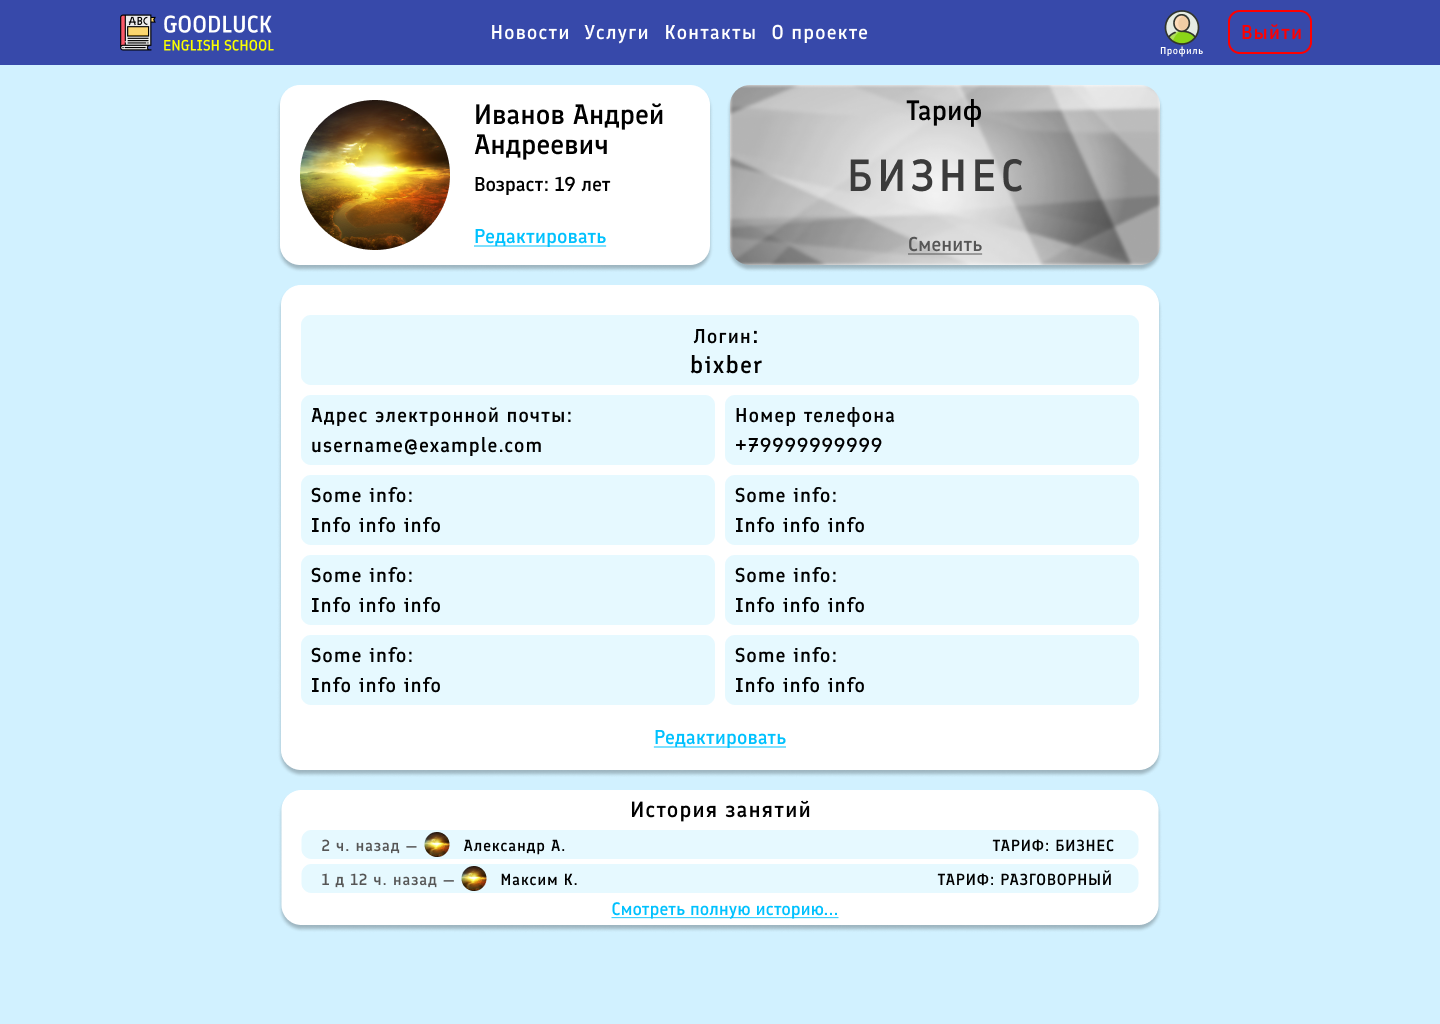 ABC
GOODLUCK
ENGLISH SCHOOL
Новости Услуги Контакты О проекте
Профиль
Выйти
Иванов Андрей
Андреевич
Возраст: 19 лет
Редактировать
Тариф
БИЗНЕС
Сменить
Логин:
bixber
Адрес электронной почты:
username@example.com
Номер телефона
+79999999999
Some info:
Info info info
Some info:
Info info info
Some info:
Info info info
Some info:
Info info info
Some info:
Info info info
Some info:
Info info info
Редактировать
История занятий
2 ч. назад — Александр А. ТАРИФ: БИЗНЕС
1 д 12 ч. назад — Максим К. ТАРИФ: РАЗГОВОРНЫЙ
Смотреть полную историю...